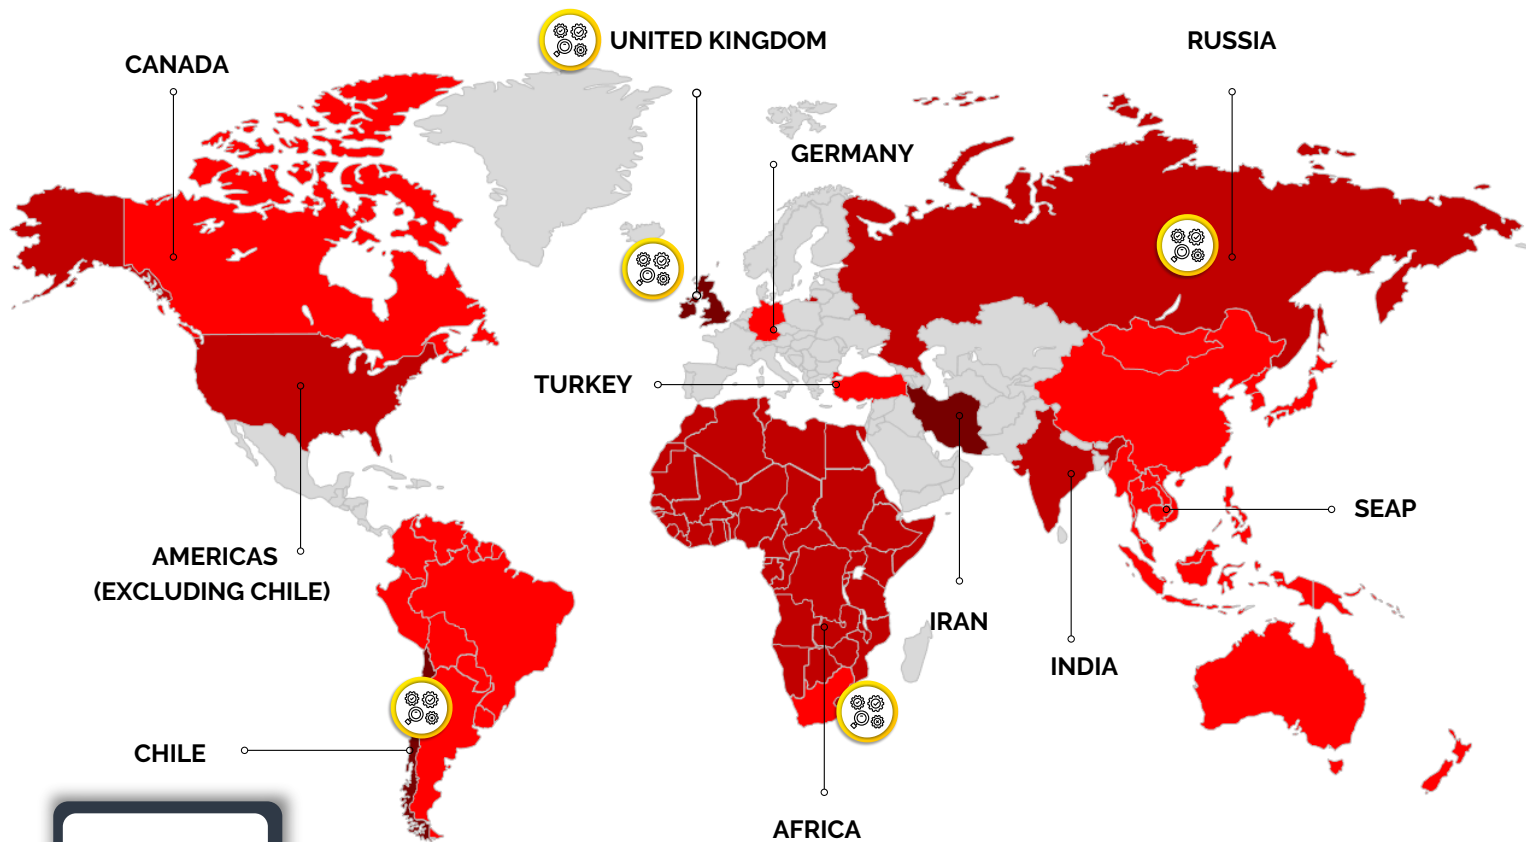 UNITED KINGDOM
RUSSIA
CANADA
GERMANY
TURKEY
SEAP
AMERICAS
(EXCLUDING CHILE)
IRAN
INDIA
CHILE
AFRICA